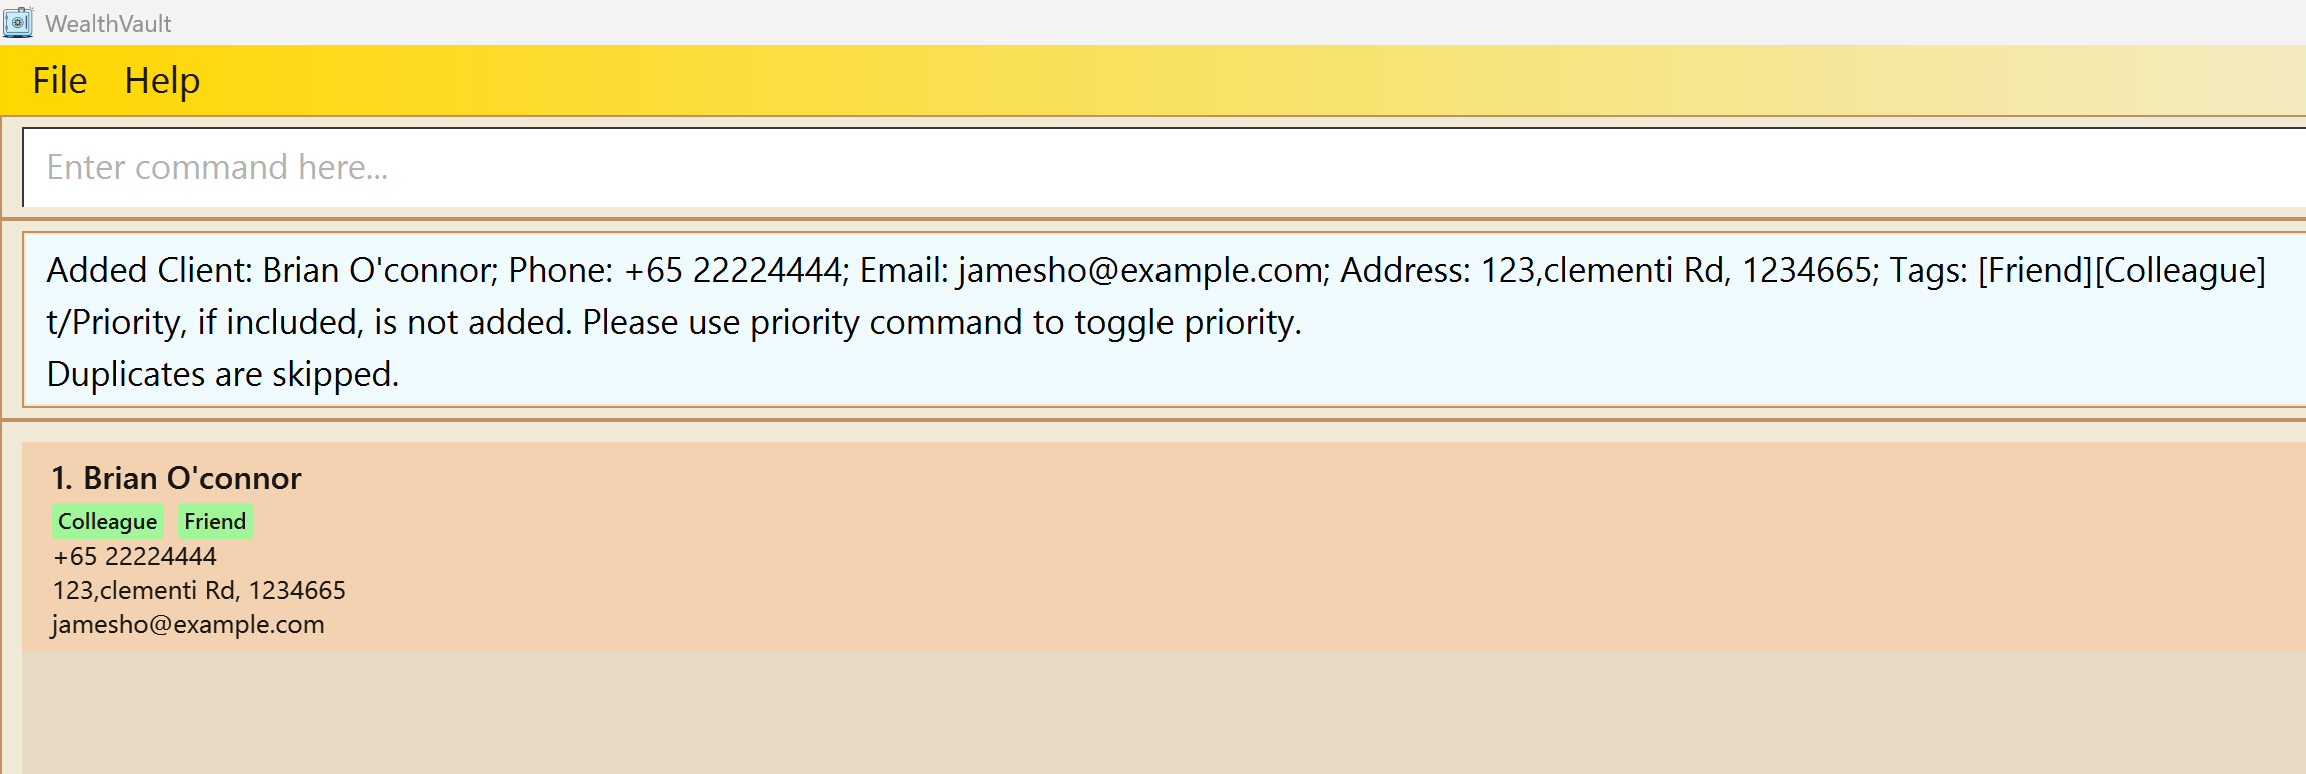 WealthVault
File Help
Enter command here...
Added Client: Brian O'connor; Phone: +65 22224444; Email: jamesho@example.com; Address: 123,clementi Rd, 1234665; Tags: [Friend][Colleague]
t/Priority, if included, is not added. Please use priority command to toggle priority.
Duplicates are skipped.
1. Brian O'connor
Colleague Friend
+65 22224444
123,clementi Rd, 1234665
jamesho@example.com